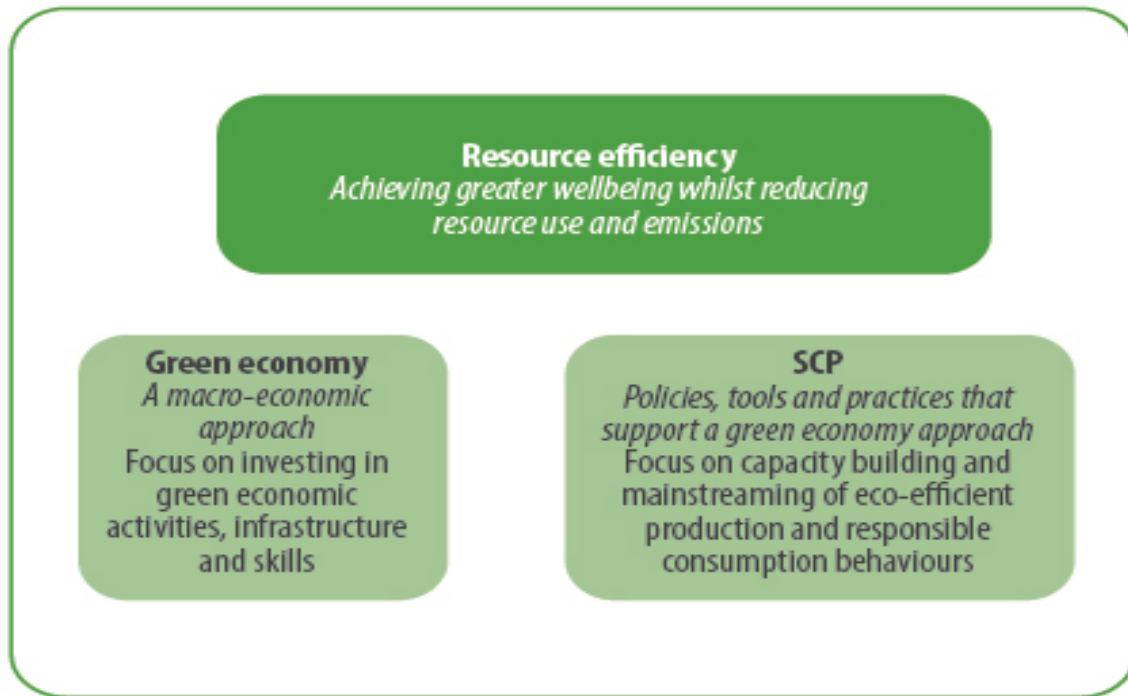 Resource efficiency
Achieving greater wellbeing whilst reducing
resource use and emissions
Green economy
A macro-economic
approach
Focus on investing in
green economic
activities, infrastructure
and skills
SCP
Policies, tools and practices that
support a green economy approach
Focus on capacity building and
mainstreaming of eco-efficient
production and responsible
consumption behaviours